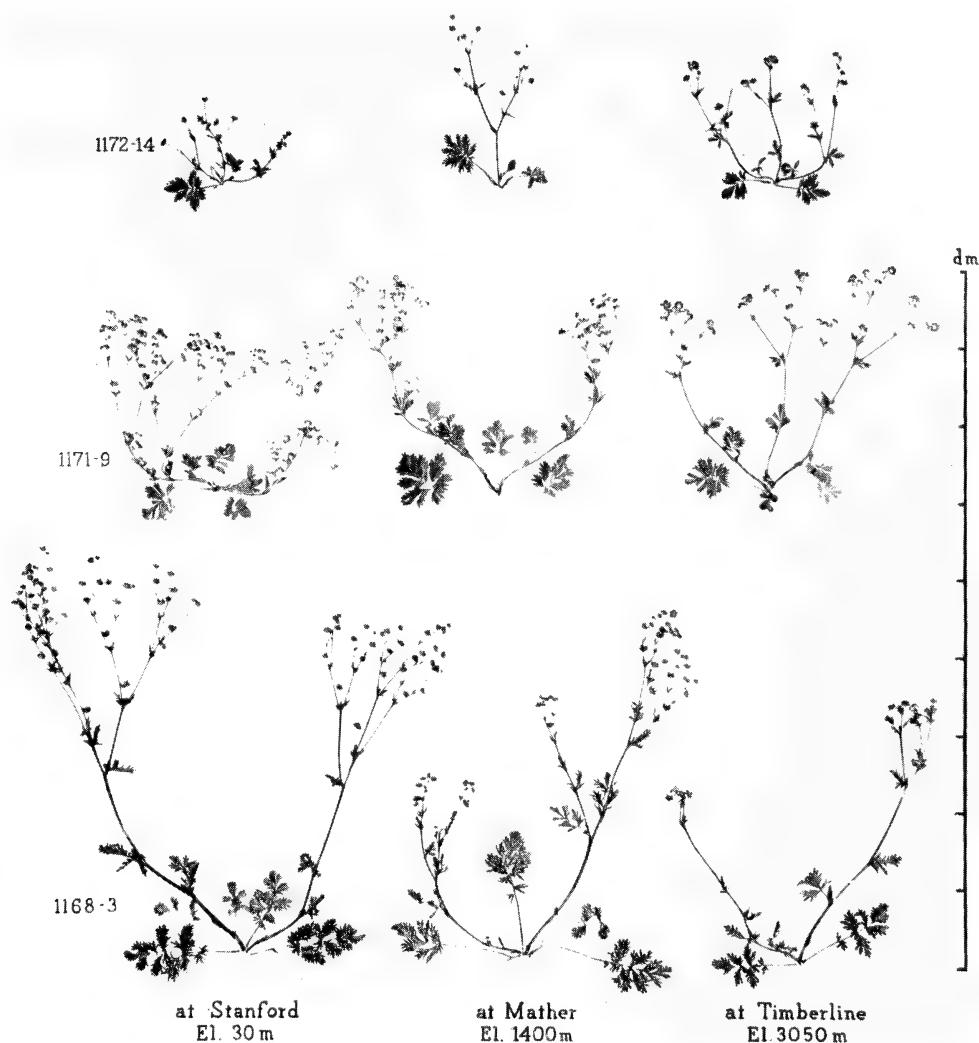 1172-14
dm
1171-9
1168-3
at Stanford
El. 30 m
at Mather
El. 1400 m
at Timberline
El. 3050 m